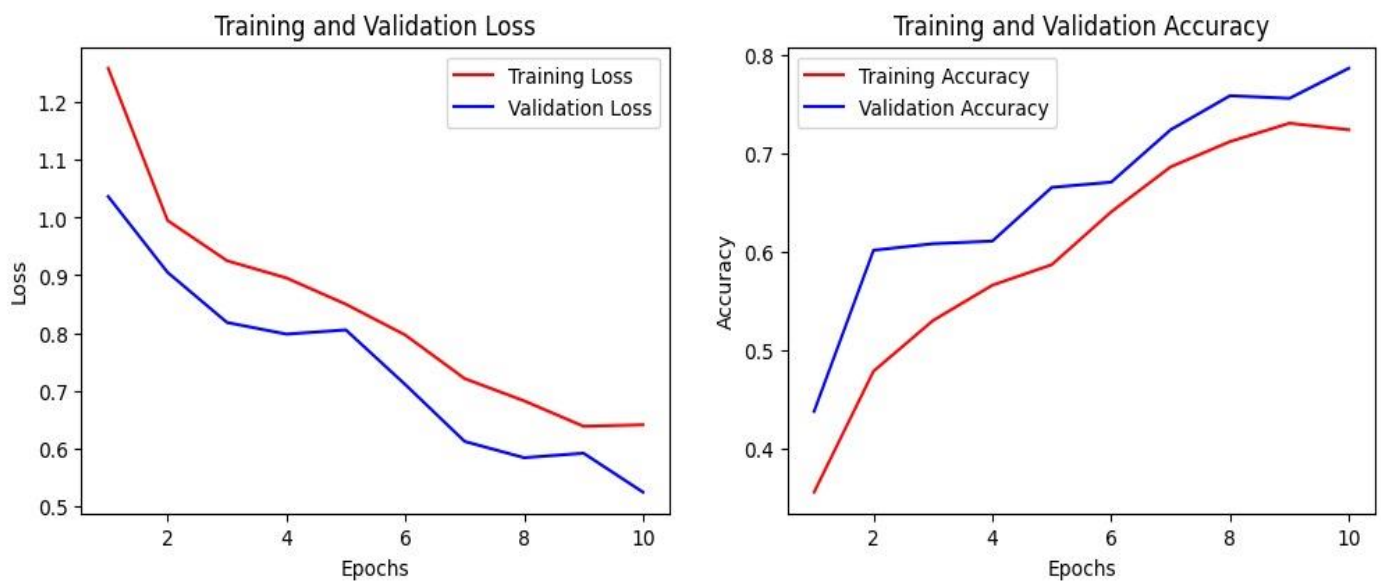 Training and Validation Loss
Training Loss
Validation Loss
1.2
1.1
1.0
0.9
0.8
0.7
0.6
0.5
Loss
2 4 6 8 10
Epochs
Training and Validation Accuracy
Training Accuracy
Validation Accuracy
0.8
0.7
0.6
0.5
0.4
Accuracy
2 4 6 8 10
Epochs